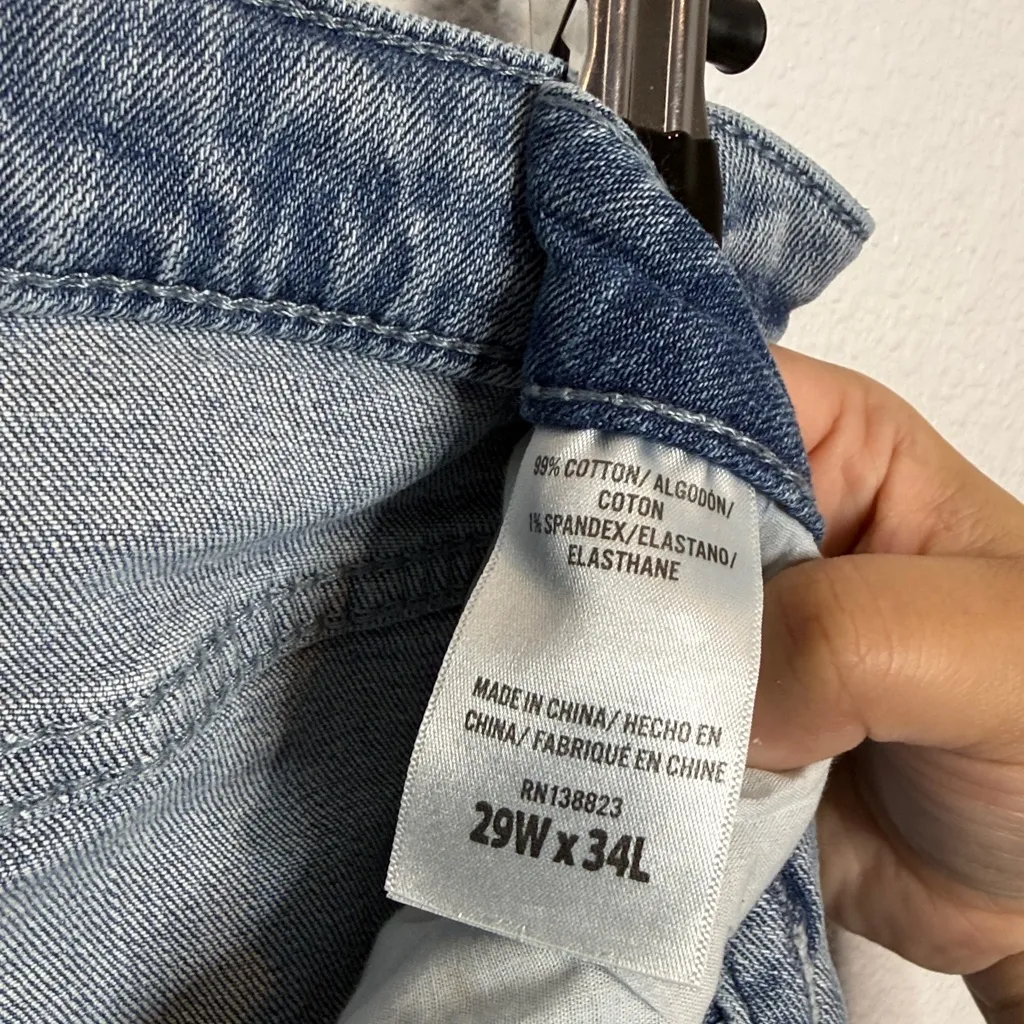 99% COTTON/ ALGODÓN/
COTON
1% SPANDEX/ELASTANO/
ELASTHANE
MADE IN CHINA/ HECHO EN
CHINA/ FABRIQUÉ EN CHINE
RN138823
29W x 34L